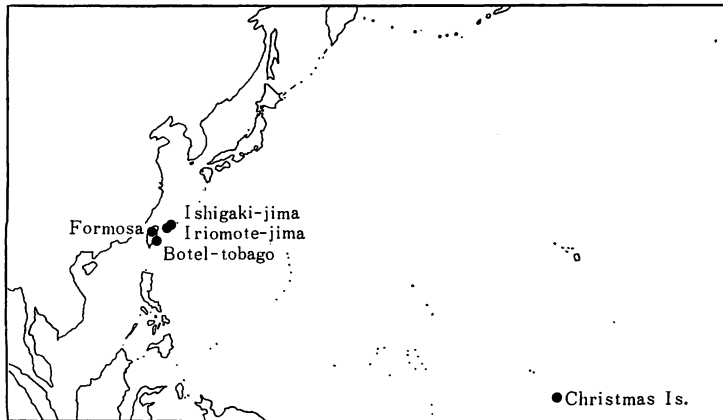 Ishigaki-jima
Formosa
Iriomote-jima
Botel-tobago
Christmas Is.